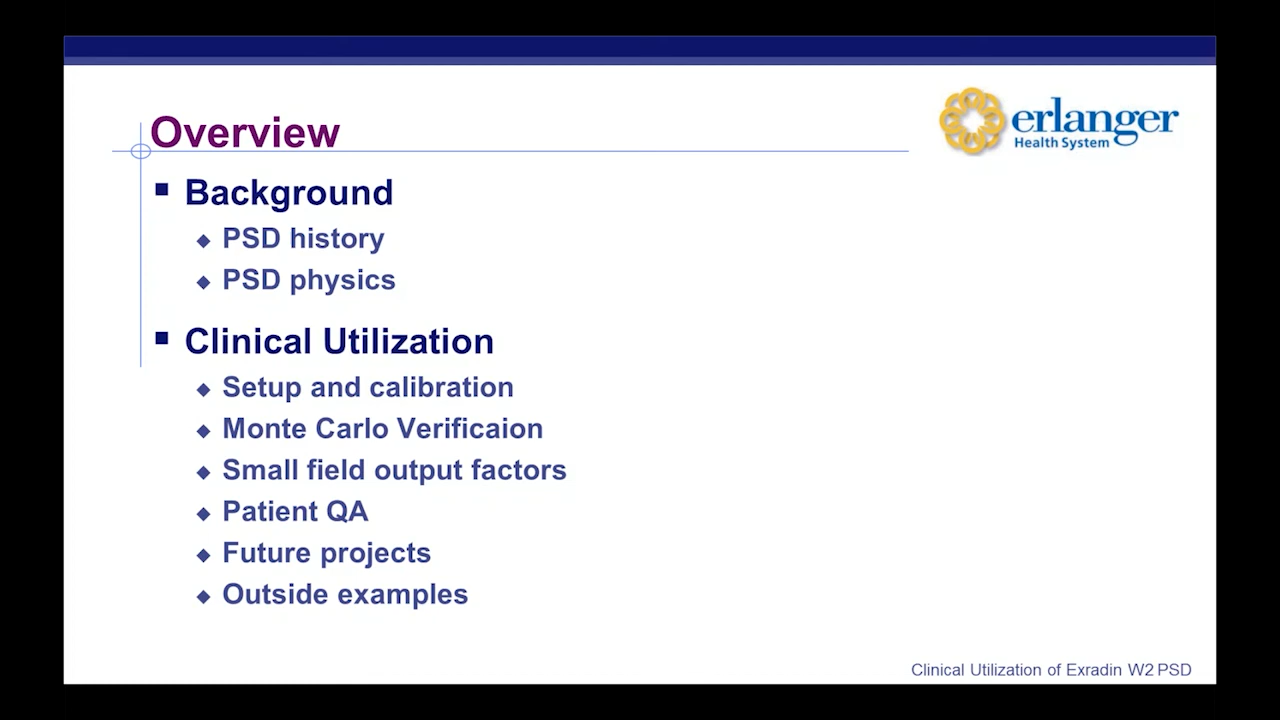 erlanger
Health System
Overview
Background
PSD history
PSD physics
Clinical Utilization
Setup and calibration
Monte Carlo Verificaion
Small field output factors
Patient QA
Future projects
Outside examples
Clinical Utilization of Exradin W2 PSD